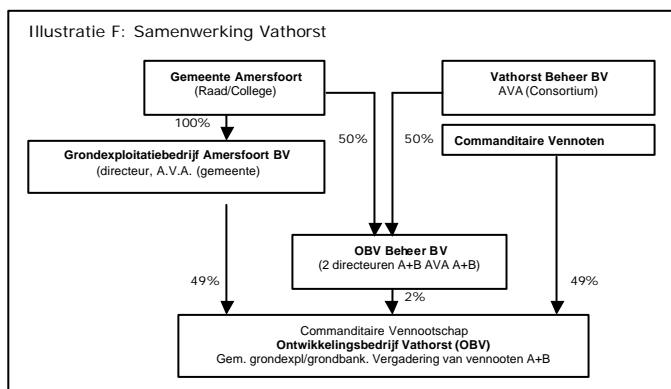 Illustratie F: Samenwerking Vathorst
Gemeente Amersfoort
(Raad/College)
Vathorst Beheer BV
AVA (Consortium)
100%
50%
50%
Commanditaire Vennoten
Grondexploitatiebedrijf Amersfoort BV
(directeur, A.V.A. (gemeente)
OBV Beheer BV
(2 directeuren A+B AVA A+B)
49%
2%
49%
Commanditaire Vennootschap
Ontwikkelingsbedrijf Vathorst (OBV)
Gem. grondexpl/grondbank. Vergadering van vennoten A+B